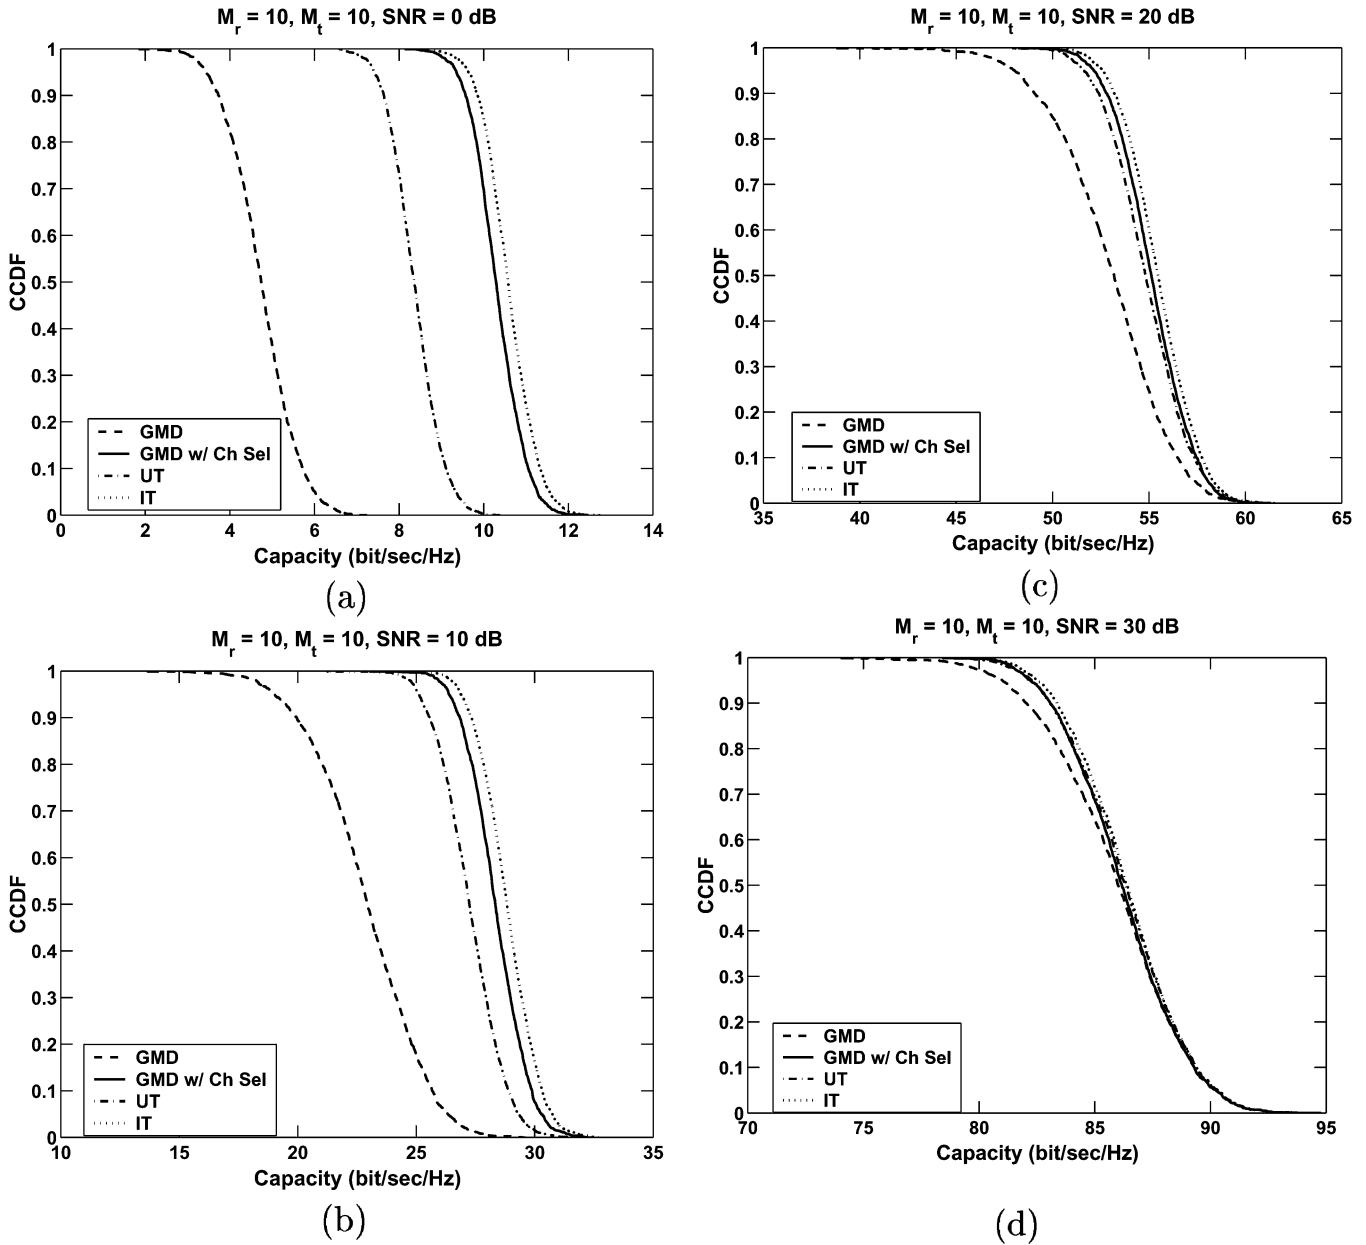 M_r = 10, M_t = 10, SNR = 0 dB
1
0.9
0.8
0.7
0.6
0.5
0.4
0.3
0.2
0.1
0
CCDF
GMD
GMD w/ Ch Sel
UT
IT
0 2 4 6 8 10 12 14
Capacity (bit/sec/Hz)
(a)
M_r = 10, M_t = 10, SNR = 20 dB
1
0.9
0.8
0.7
0.6
0.5
0.4
0.3
0.2
0.1
0
CCDF
GMD
GMD w/ Ch Sel
UT
IT
35 40 45 50 55 60 65
Capacity (bit/sec/Hz)
(c)
M_r = 10, M_t = 10, SNR = 10 dB
1
0.9
0.8
0.7
0.6
0.5
0.4
0.3
0.2
0.1
0
CCDF
GMD
GMD w/ Ch Sel
UT
IT
10 15 20 25 30 35
Capacity (bit/sec/Hz)
(b)
M_r = 10, M_t = 10, SNR = 30 dB
1
0.9
0.8
0.7
0.6
0.5
0.4
0.3
0.2
0.1
0
CCDF
GMD
GMD w/ Ch Sel
UT
IT
70 75 80 85 90 95
Capacity (bit/sec/Hz)
(d)